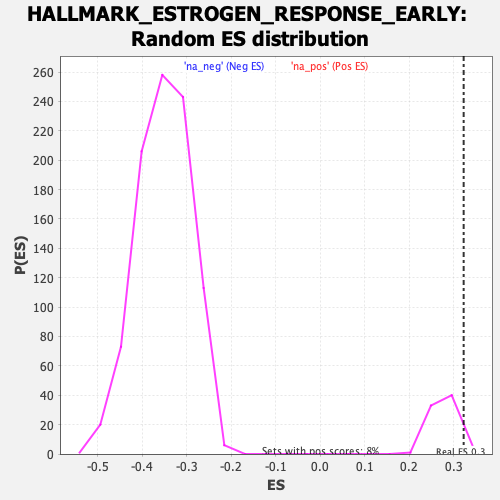 HALLMARK_ESTROGEN_RESPONSE_EARLY:
Random ES distribution
'na_neg' (Neg ES) 'na_pos' (Pos ES)
260
240
220
200
180
160
140
120
100
80
60
40
20
0
P(ES)
Sets with pos scores: 8%
Real ES 0.3
-0.5 -0.4 -0.3 -0.2 -0.1 0.0 0.1 0.2 0.3
ES